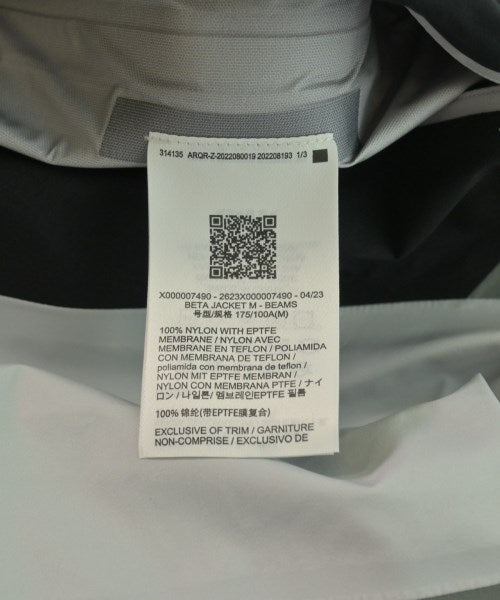 314135 ARQR-Z-2022080019 202208193 1/3
X000007490 - 2623X000007490 - 04/23
BETA JACKET M - BEAMS
号型/规格 175/100A(M)
100% NYLON WITH EPTFE
MEMBRANE / NYLON AVEC
MEMBRANE EN TEFLON / POLIAMIDA
CON MEMBRANA DE TEFLON /
poliamida con membrana de teflon /
NYLON MIT EPTFE MEMBRAN /
NYLON CON MEMBRANA PTFE / ナイ
ロン / 나일론/ 멤브레인EPTFE 필름
100% 锦纶(带EPTFE膜复合)
EXCLUSIVE OF TRIM / GARNITURE
NON-COMPRISE / EXCLUSIVO DE